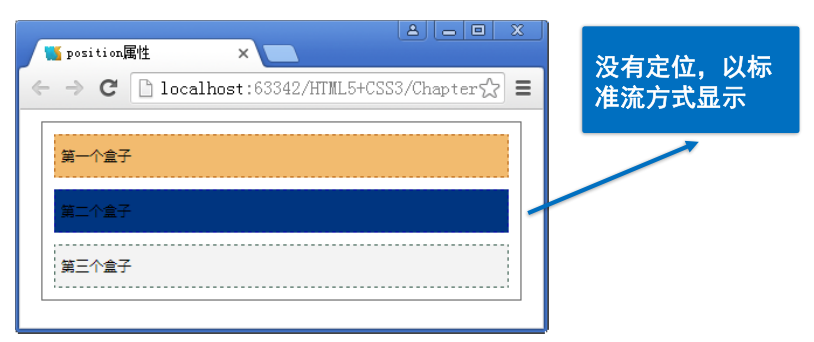 position属性
localhost:63342/HTML5+CSS3/Chapter
第一个盒子
第二个盒子
第三个盒子
没有定位，以标
准流方式显示